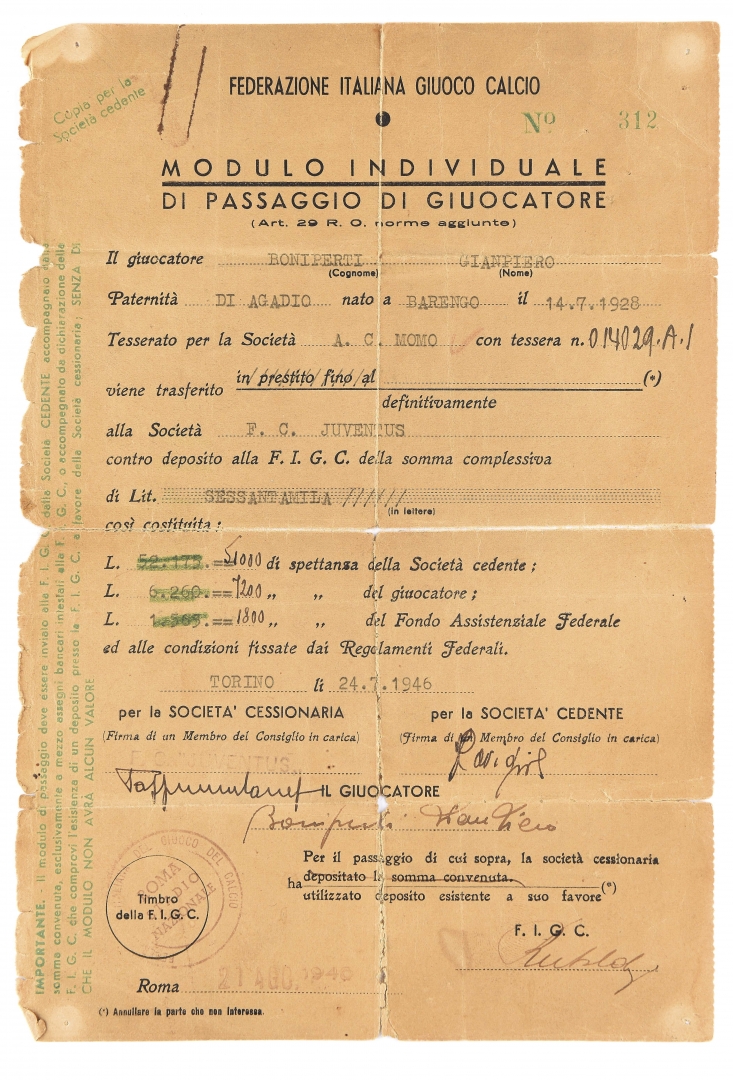 Copia per la
Società cedente
FEDERAZIONE ITALIANA GIUOCO CALCIO
Nº 312
MODULO INDIVIDUALE
DI PASSAGGIO DI GIUOCATORE
(Art. 29 R. O. norme aggiunte)
Il giuocatore BONIPERTI GIANPIERO
(Cognome) (Nome)
Paternità DI AGADIO nato a BARENGO il 14.7.1928
Tesserato per la Società A. C. MOMO con tessera n. 014029.A.1
viene trasferito in prestito fino al (*)
definitivamente
alla Società F. C. JUVENTUS
contro deposito alla F. I. G. C. della somma complessiva
di Lit. SESSANTAMILA //////
(in lettere)
così costituita:
L. 52.175.== 51000 di spettanza della Società cedente;
L. 6.260.== 7200 „ „ del giuocatore;
L. 1.565.== 1800 „ „ del Fondo Assistenziale Federale
ed alle condizioni fissate dai Regolamenti Federali.
TORINO li 24.7.1946
per la SOCIETA' CESSIONARIA per la SOCIETA' CEDENTE
(Firma di un Membro del Consiglio in carica) (Firma di un Membro del Consiglio in carica)
JUVENTUS
IL GIUOCATORE
Boniperti Gian Piero
Per il passaggio di cui sopra, la società cessionaria
ha depositato la somma convenuta. (*)
utilizzato deposito esistente a suo favore
GIUOCO DEL CALCIO
ROMA
Timbro
della F. I. G. C.
F. I. G. C.
Roma 21 AGO. 1946
(*) Annullare la parte che non interessa.
IMPORTANTE. - Il modulo di passaggio deve essere inviato alla F. I. G. C. dalla Società CEDENTE accompagnato dalla
somma convenuta, esclusivamente a mezzo assegni bancari intestati alla F. I. G. C., o accompagnato da dichiarazione della
F. I. G. C. che comprovi l'esistenza di un deposito presso la F. I. G. C. a favore della Società cessionaria; SENZA DI
CHE IL MODULO NON AVRÀ ALCUN VALORE